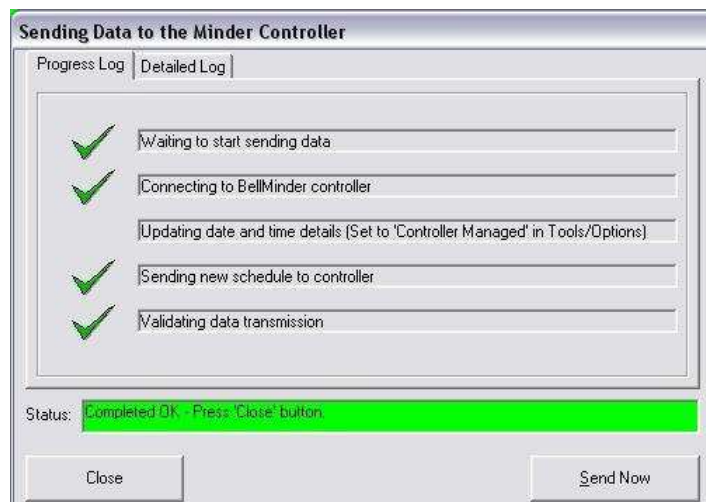 Sending Data to the Minder Controller
Progress Log Detailed Log
Waiting to start sending data
Connecting to BellMinder controller
Updating date and time details (Set to 'Controller Managed' in Tools/Options)
Sending new schedule to controller
Validating data transmission
Status: Completed OK - Press 'Close' button.
Close Send Now